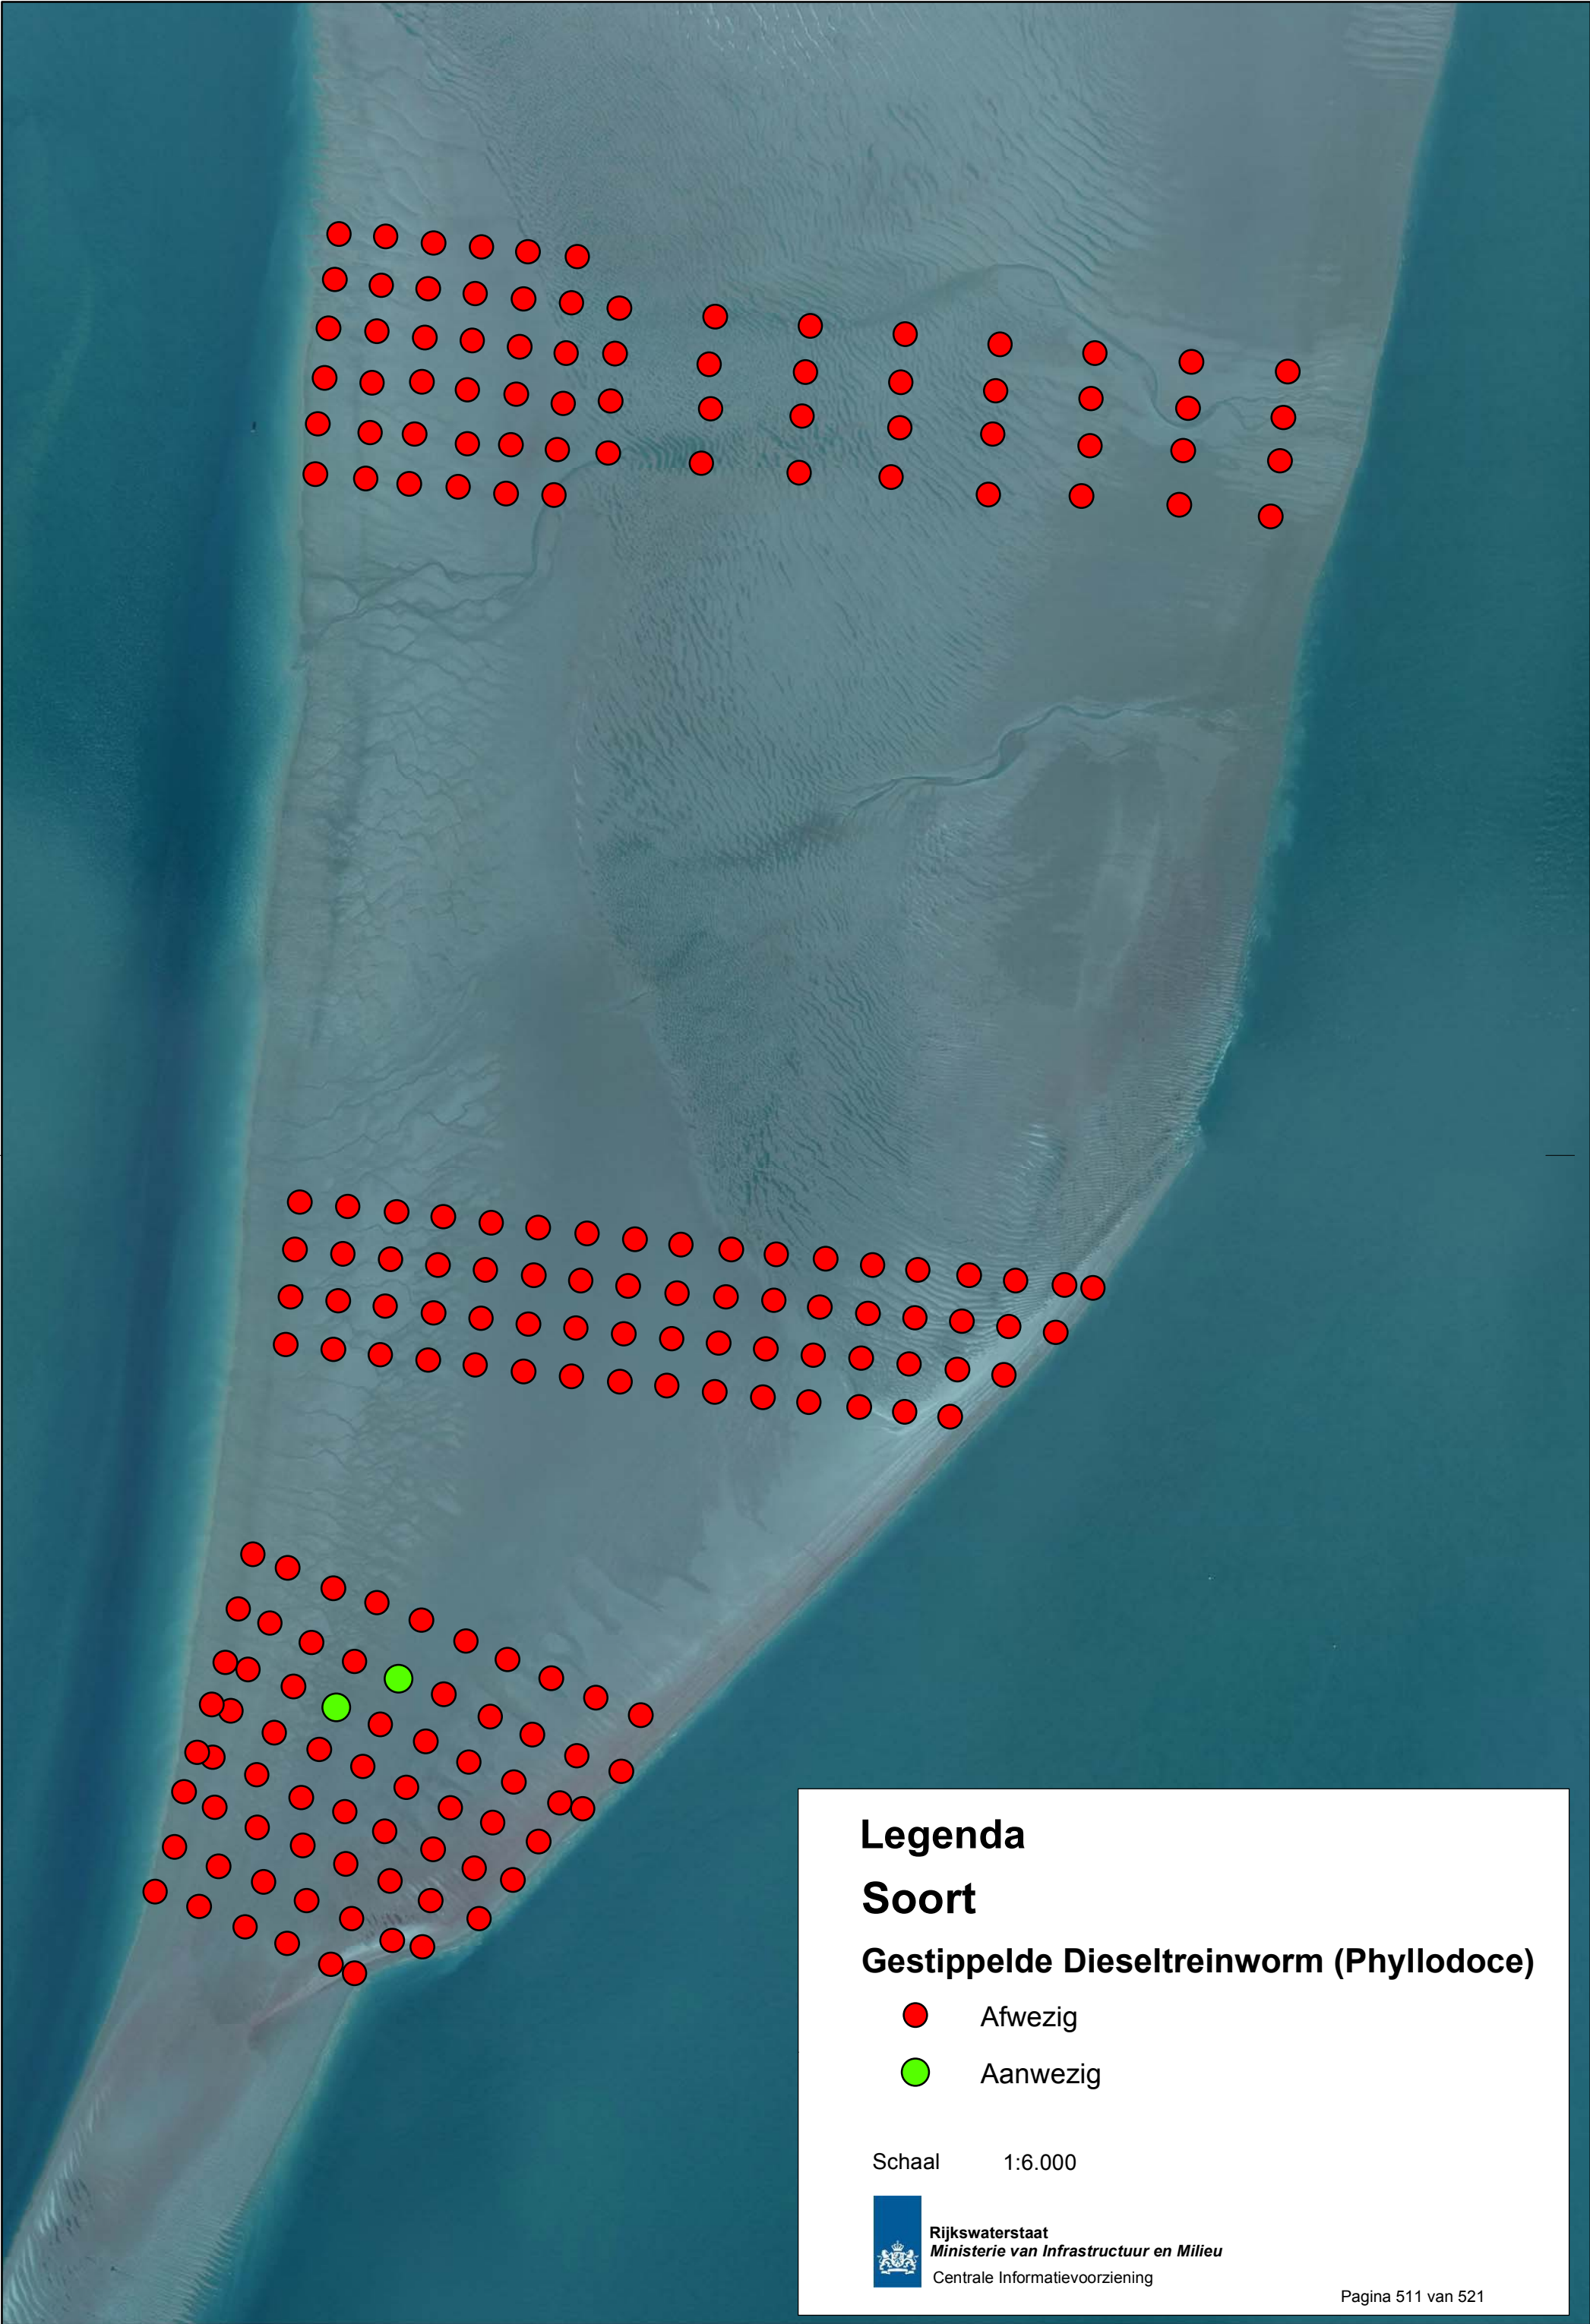 Legenda
Soort
Gestippelde Dieseltreinworm (Phyllodoce)
Afwezig
Aanwezig
Schaal 1:6.000
Rijkswaterstaat
Ministerie van Infrastructuur en Milieu
Centrale Informatievoorziening
Pagina 511 van 521